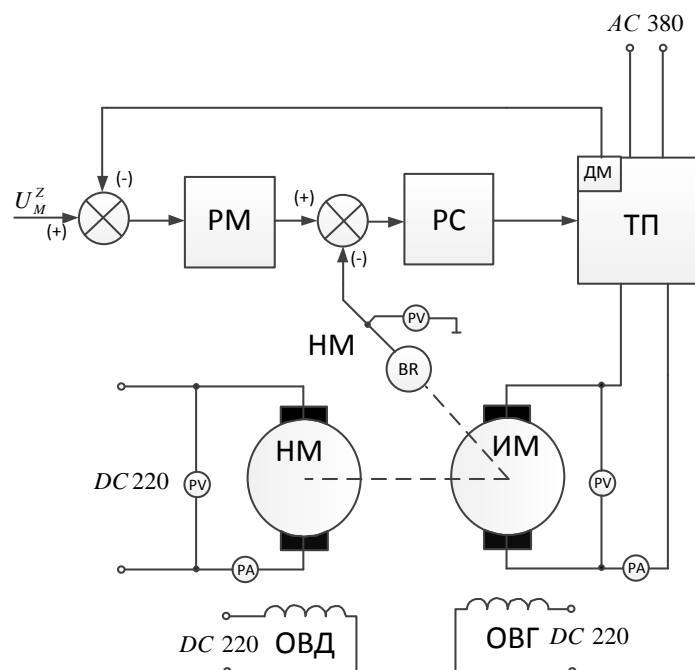 AC 380
(-)
ДМ
U_M^Z
(+)
РМ
(+)
РС
ТП
(-)
PV
НМ
BR
НМ
ИМ
DC 220
PV
PV
PA
PA
DC 220
ОВД
ОВГ
DC 220